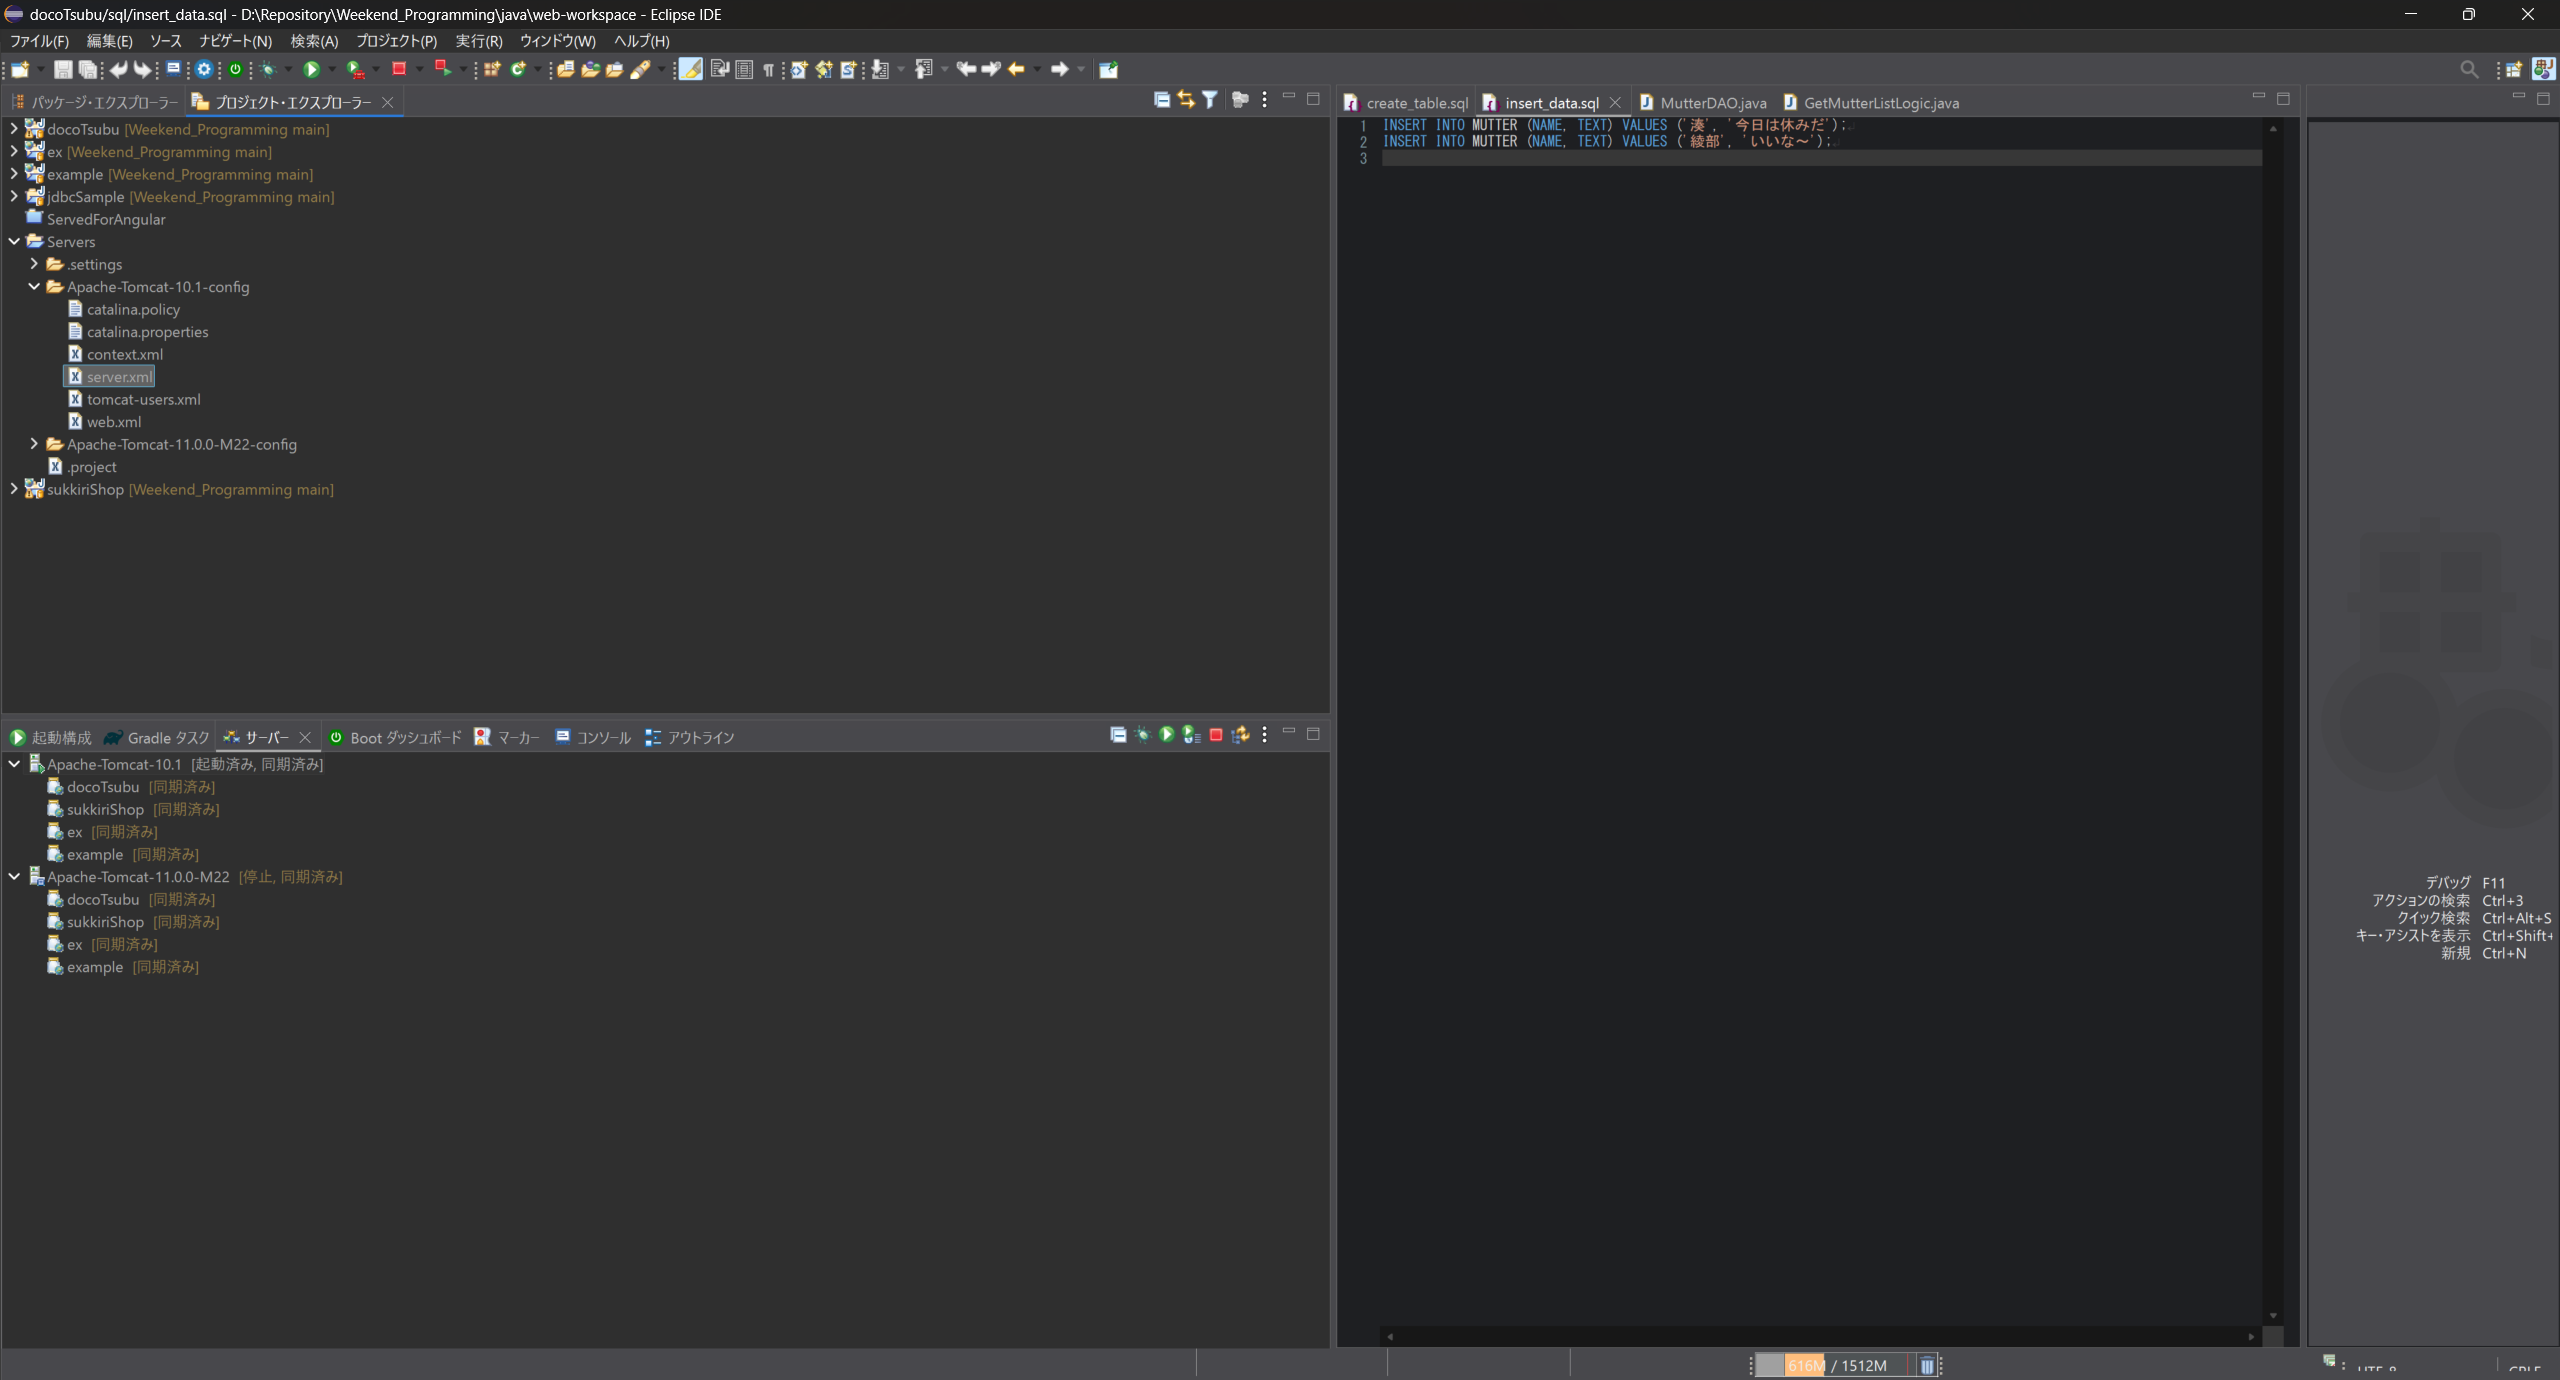 docoTsubu/sql/insert_data.sql - D:\Repository\Weekend_Programming\java\web-workspace - Eclipse IDE
ファイル(F) 編集(E) ソース ナビゲート(N) 検索(A) プロジェクト(P) 実行(R) ウィンドウ(W) ヘルプ(H)
パッケージ・エクスプローラー プロジェクト・エクスプローラー
docoTsubu [Weekend_Programming main]
ex [Weekend_Programming main]
example [Weekend_Programming main]
jdbcSample [Weekend_Programming main]
ServedForAngular
Servers
.settings
Apache-Tomcat-10.1-config
catalina.policy
catalina.properties
context.xml
server.xml
tomcat-users.xml
web.xml
Apache-Tomcat-11.0.0-M22-config
.project
sukkiriShop [Weekend_Programming main]
起動構成 Gradle タスク サーバー Boot ダッシュボード マーカー コンソール アウトライン
Apache-Tomcat-10.1 [起動済み, 同期済み]
docoTsubu [同期済み]
sukkiriShop [同期済み]
ex [同期済み]
example [同期済み]
Apache-Tomcat-11.0.0-M22 [停止, 同期済み]
docoTsubu [同期済み]
sukkiriShop [同期済み]
ex [同期済み]
example [同期済み]
create_table.sql insert_data.sql MutterDAO.java GetMutterListLogic.java
1 INSERT INTO MUTTER (NAME, TEXT) VALUES ('湊', '今日は休みだ');
2 INSERT INTO MUTTER (NAME, TEXT) VALUES ('綾部', 'いいな～');
3
デバッグ F11
アクションの検索 Ctrl+3
クイック検索 Ctrl+Alt+S
キー・アシストを表示 Ctrl+Shift+
新規 Ctrl+N
616M / 1512M